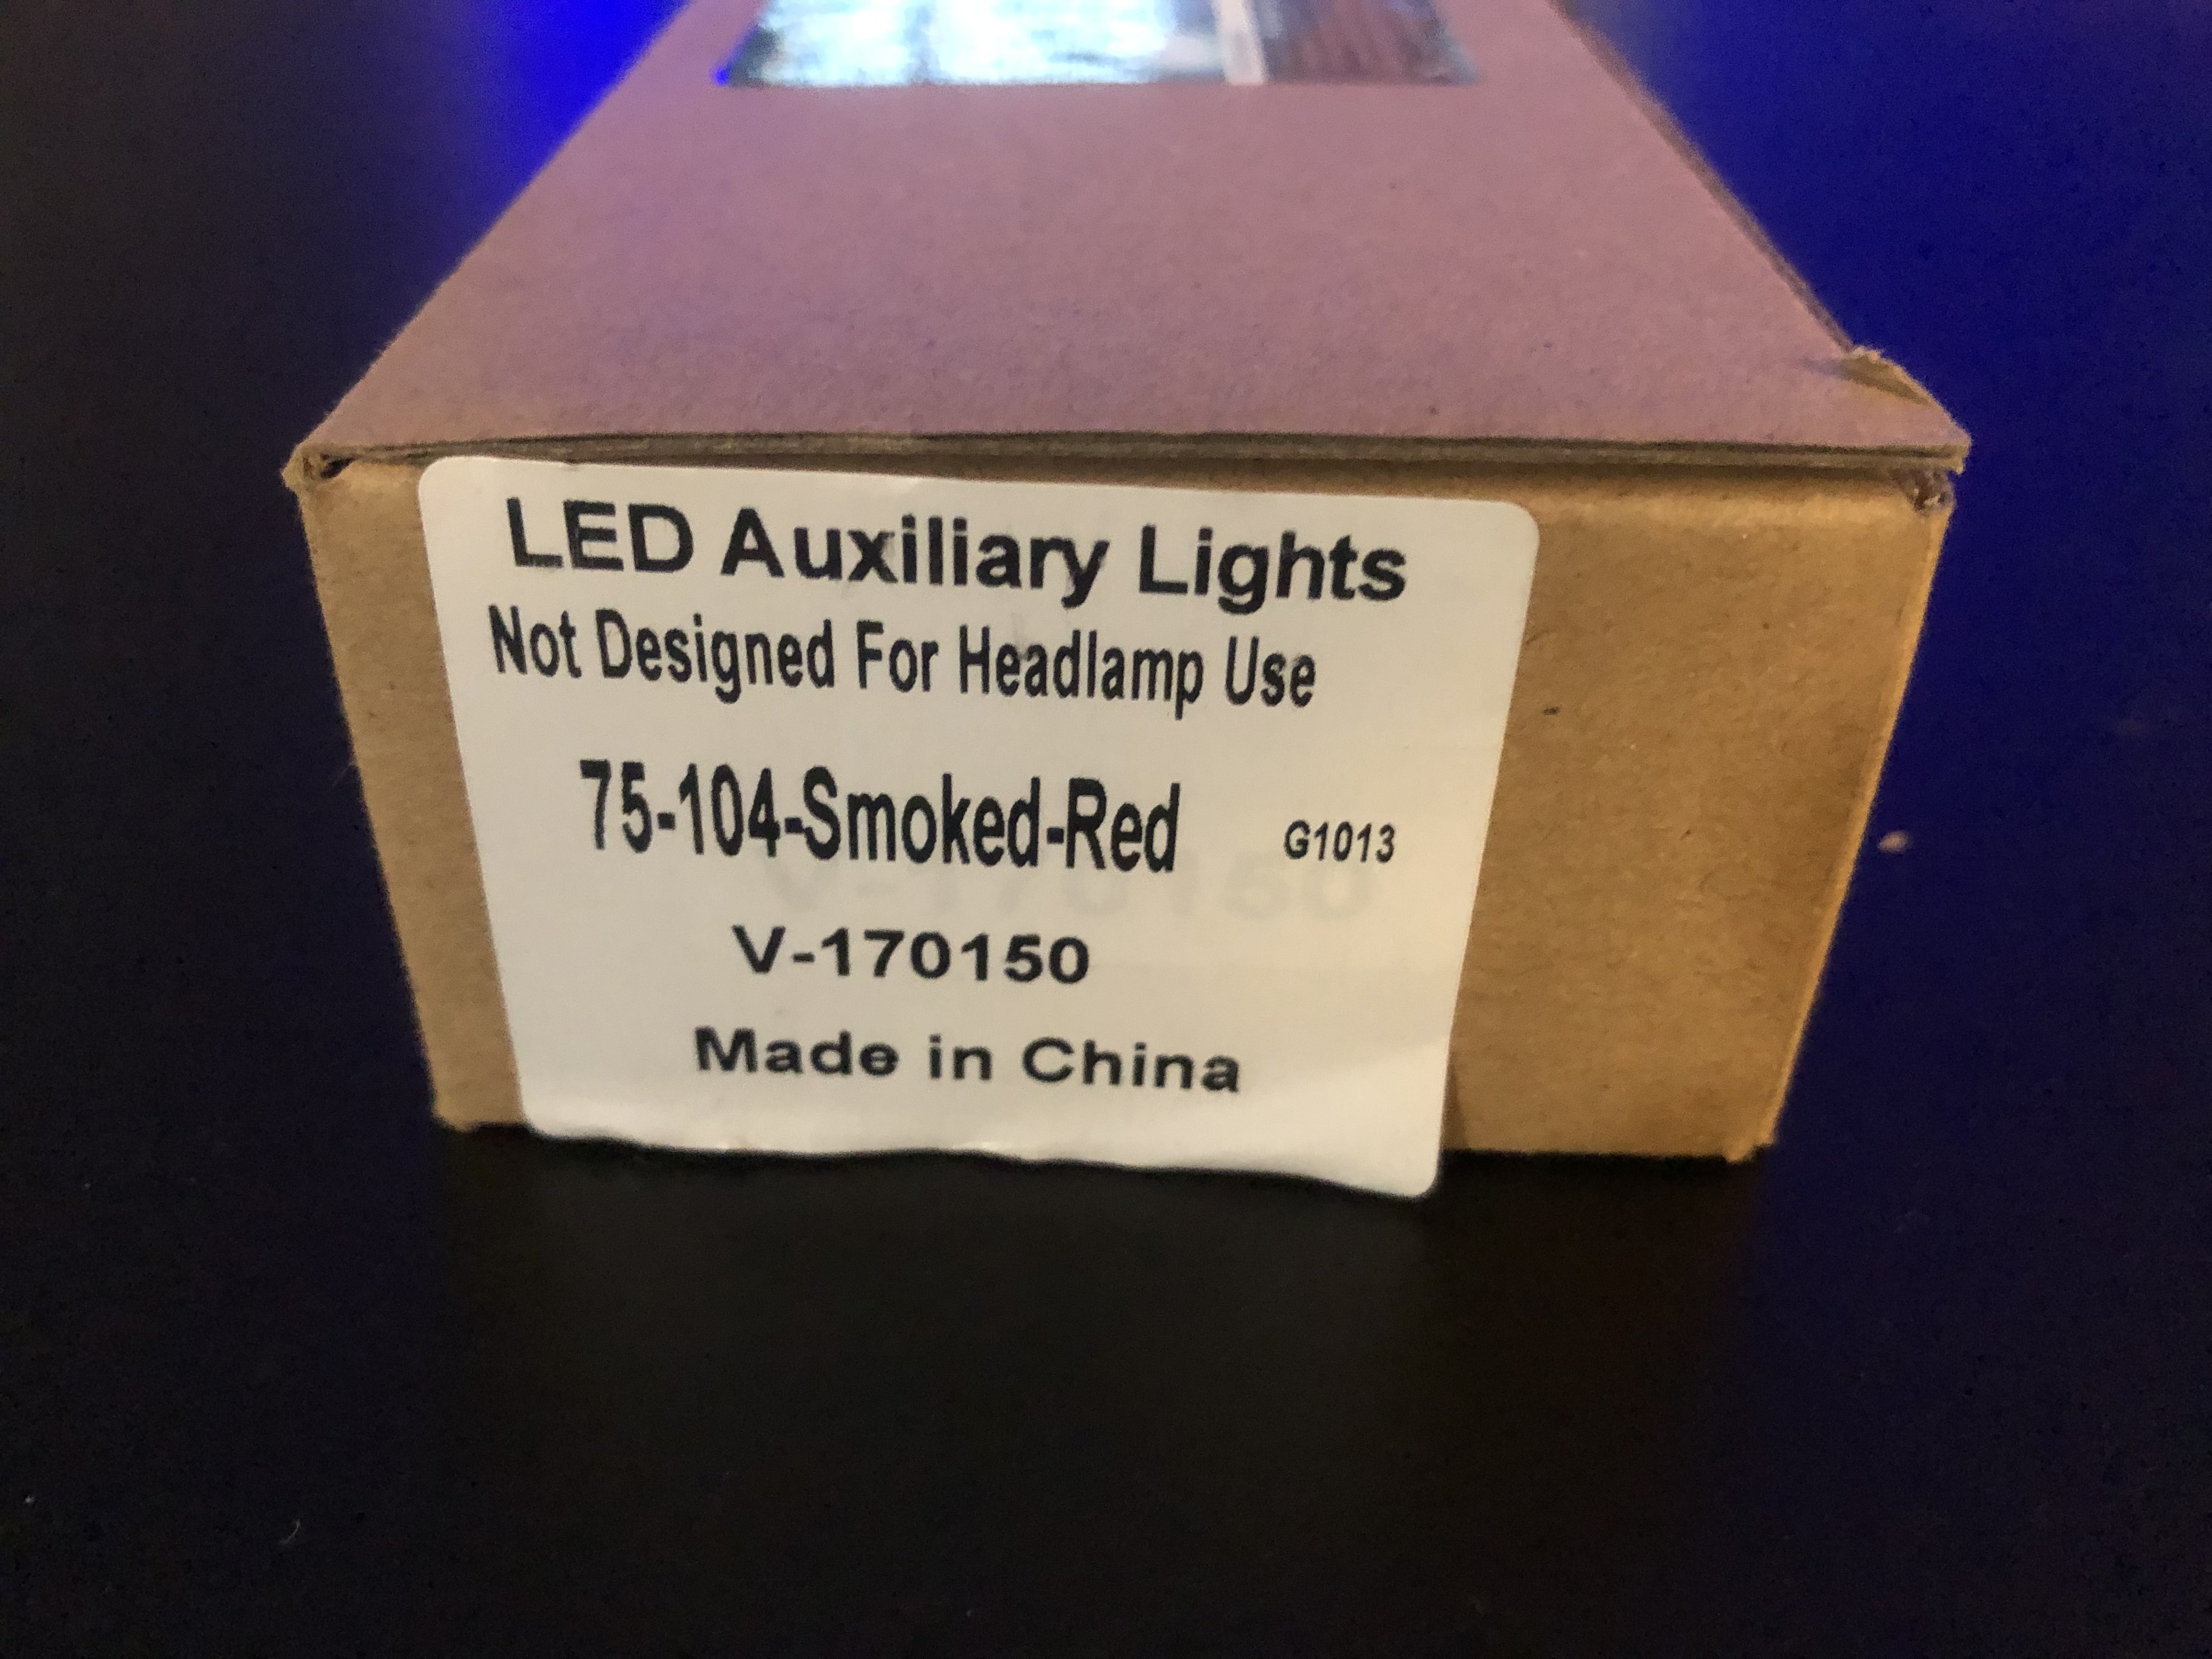 LED Auxiliary Lights
Not Designed For Headlamp Use
75-104-Smoked-Red G1013
V-170150
Made in China